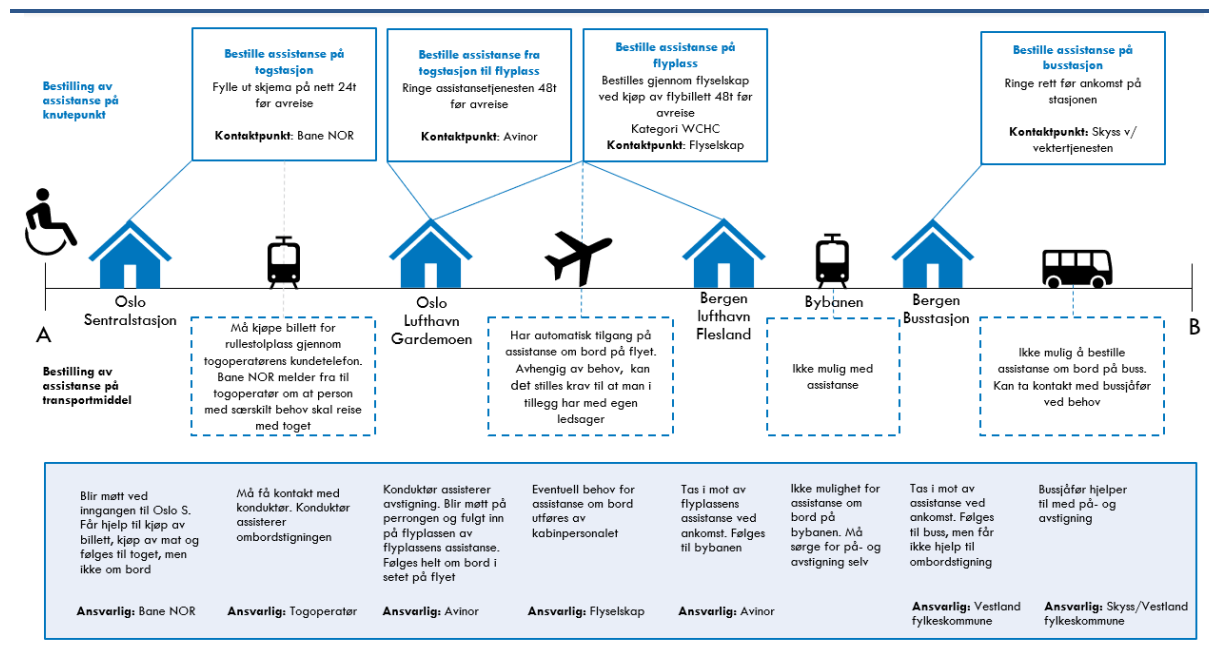 Bestilling av
assistanse på
knutepunkt
Bestille assistanse på
togstasjon
Fylle ut skjema på nett 24t
før avreise
Kontaktpunkt: Bane NOR
Bestille assistanse fra
togstasjon til flyplass
Ringe assistansetjenesten 48t
før avreise
Kontaktpunkt: Avinor
Bestille assistanse på
flyplass
Bestilles gjennom flyselskap
ved kjøp av flybillett 48t før
avreise
Kategori WCHC
Kontaktpunkt: Flyselskap
Bestille assistanse på
busstasjon
Ringe rett før ankomst på
stasjonen
Kontaktpunkt: Skyss v/
vektertjenesten
A
Oslo
Sentralstasjon
Oslo
Lufthavn
Gardemoen
Bergen
lufthavn
Flesland
Bybanen
Bergen
Busstasjon
B
Bestilling av
assistanse på
transportmiddel
Må kjøpe billett for
rullestolplass gjennom
togoperatørens kundetelefon.
Bane NOR melder fra til
togoperatør om at person
med særskilt behov skal reise
med toget
Har automatisk tilgang på
assistanse om bord på flyet.
Avhengig av behov, kan
det stilles krav til at man i
tillegg har med egen
ledsager
Ikke mulig med
assistanse
Ikke mulig å bestille
assistanse om bord på buss.
Kan ta kontakt med bussjåfør
ved behov
Blir møtt ved
inngangen til Oslo S.
Får hjelp til kjøp av
billett, kjøp av mat og
følges til toget, men
ikke om bord
Ansvarlig: Bane NOR
Må få kontakt med
konduktør. Konduktør
assisterer
ombordstigningen
Ansvarlig: Togoperatør
Konduktør assisterer
avstigning. Blir møtt på
perrongen og fulgt inn
på flyplassen av
flyplassens assistanse.
Følges helt om bord i
setet på flyet
Ansvarlig: Avinor
Eventuell behov for
assistanse om bord
utføres av
kabinpersonalet
Ansvarlig: Flyselskap
Tas i mot av
flyplassens
assistanse ved
ankomst. Følges
til bybanen
Ansvarlig: Avinor
Ikke mulighet for
assistanse om
bord på
bybanen. Må
sørge for på- og
avstigning selv
Tas i mot av
assistanse ved
ankomst. Følges
til buss, men får
ikke hjelp til
ombordstigning
Ansvarlig: Vestland
fylkeskommune
Bussjåfør hjelper
til med på- og
avstigning
Ansvarlig: Skyss/Vestland
fylkeskommune